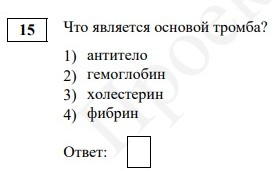 15 Что является основой тромба?
1) антитело
2) гемоглобин
3) холестерин
4) фибрин
Ответ: